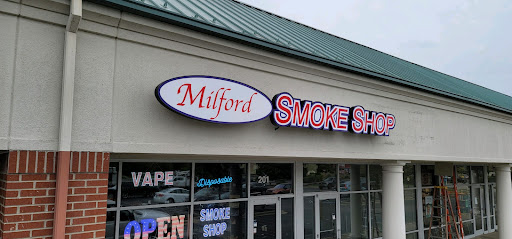 Milford
SMOKE SHOP
VAPE
Disposable
201
OPEN
SMOKE
SHOP